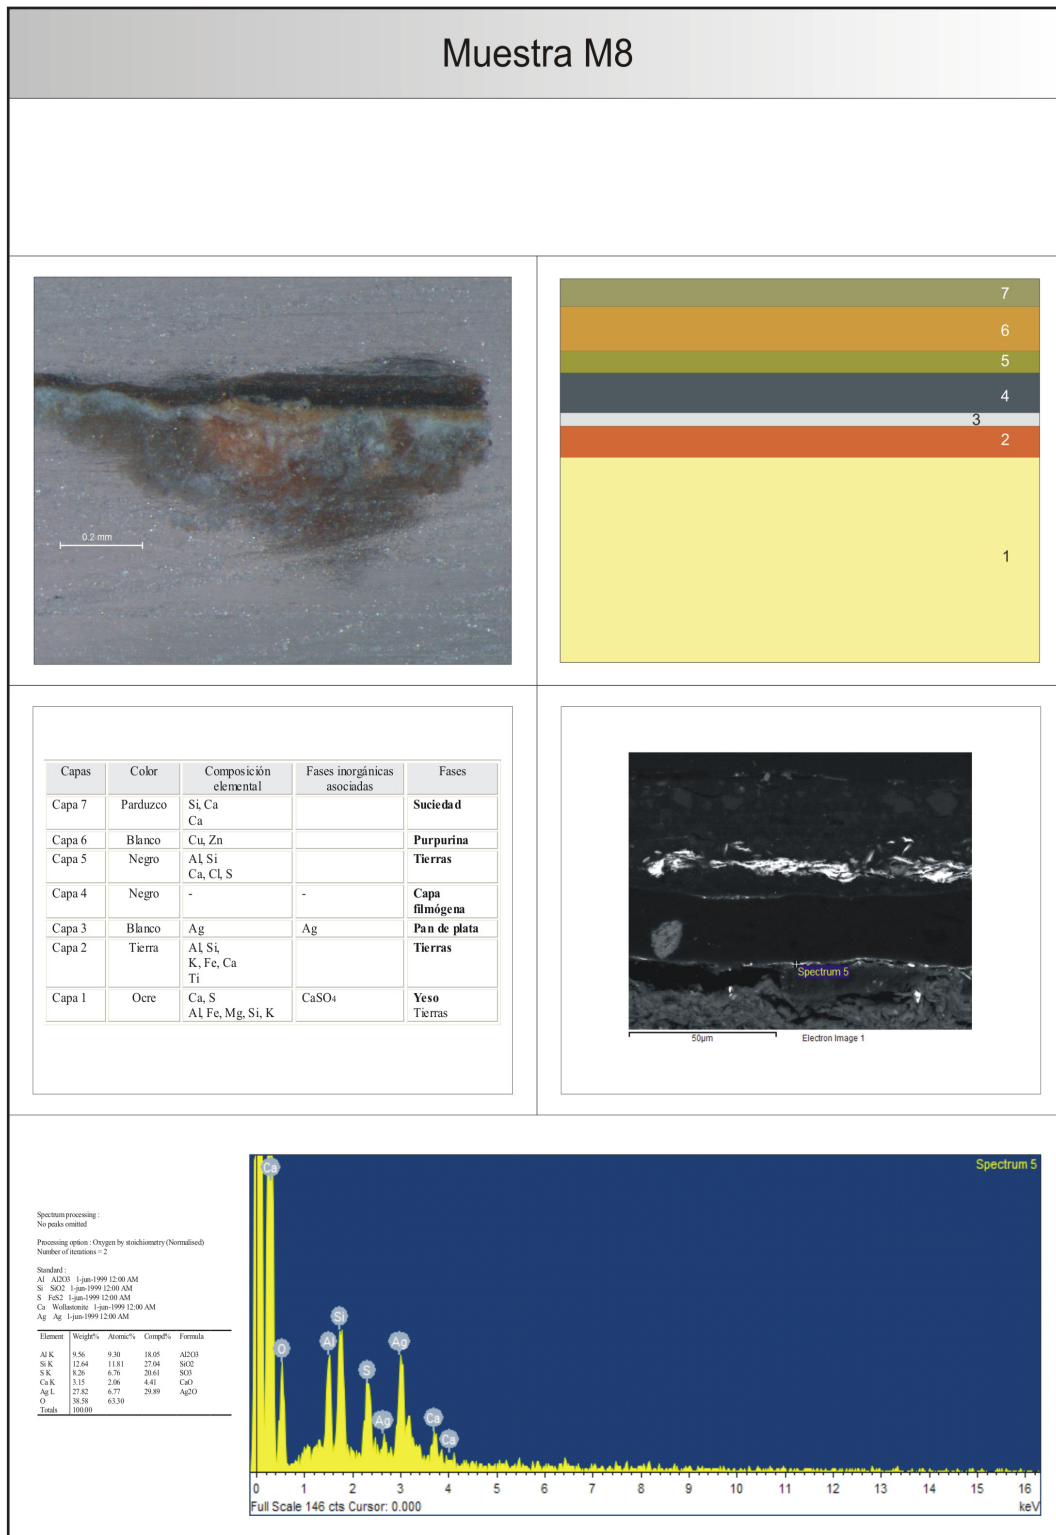 Muestra M8
0.2 mm
7
6
5
4
3
2
1
Capas Color Composición elemental Fases inorgánicas asociadas Fases
Capa 7 Parduzco Si, Ca Suciedad
Ca
Capa 6 Blanco Cu, Zn Purpurina
Capa 5 Negro Al, Si Tierras
Ca, Cl, S
Capa 4 Negro - - Capa filmógena
Capa 3 Blanco Ag Ag Pan de plata
Capa 2 Tierra Al, Si, Tierras
K, Fe, Ca
Ti
Capa 1 Ocre Ca, S CaSO4 Yeso
Al, Fe, Mg, Si, K Tierras
Spectrum 5
50µm Electron Image 1
Spectrum processing :
No peaks omitted
Processing option : Oxygen by stoichiometry (Normalised)
Number of iterations = 2
Standard :
Al Al2O3 1-jun-1999 12:00 AM
Si SiO2 1-jun-1999 12:00 AM
S FeS2 1-jun-1999 12:00 AM
Ca Wollastonite 1-jun-1999 12:00 AM
Ag Ag 1-jun-1999 12:00 AM
Element Weight% Atomic% Compd% Formula
Al K 9.56 9.30 18.05 Al2O3
Si K 12.64 11.81 27.04 SiO2
S K 8.26 6.76 20.61 SO3
Ca K 3.15 2.06 4.41 CaO
Ag L 27.82 6.77 29.89 Ag2O
O 38.58 63.30
Totals 100.00
Spectrum 5
Ca
O
Al
Si
S
Ag
Ag
Ca
Ca
0 1 2 3 4 5 6 7 8 9 10 11 12 13 14 15 16
Full Scale 146 cts Cursor: 0.000 keV